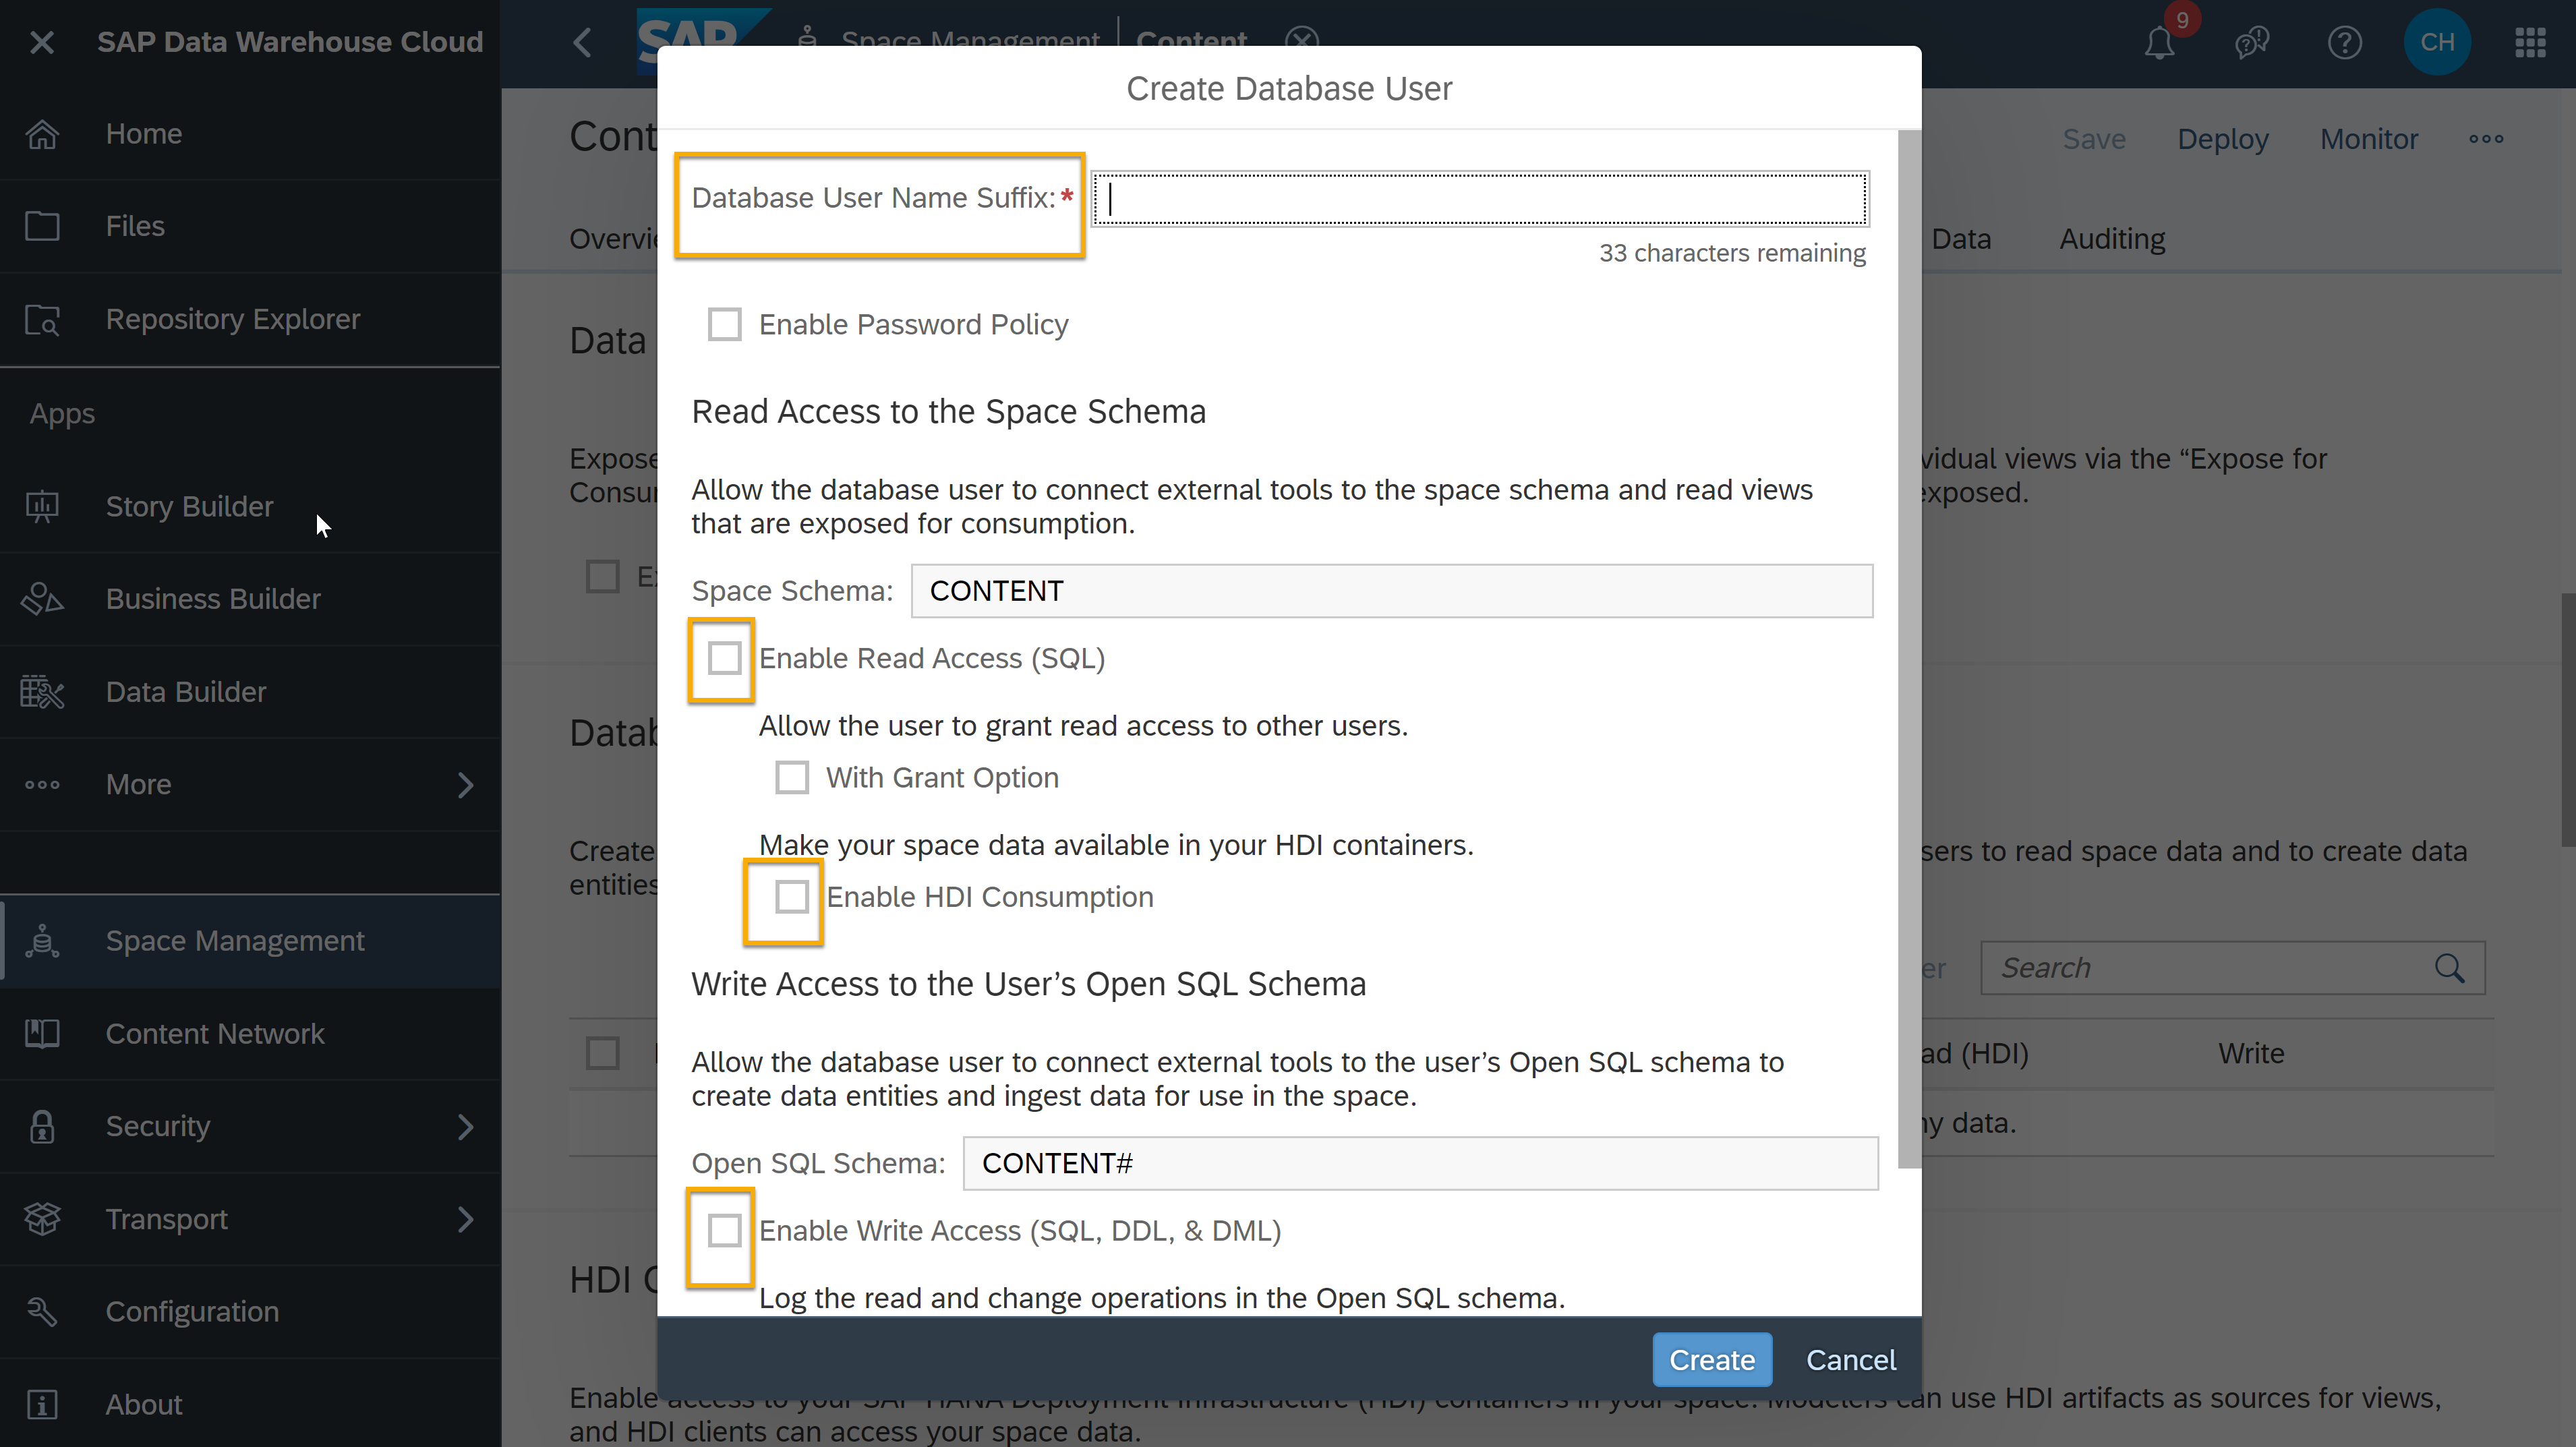 SAP Data Warehouse Cloud
Home
Files
Repository Explorer
Apps
Story Builder
Business Builder
Data Builder
More
Space Management
Content Network
Security
Transport
Configuration
About
SAP
Space Management
Content
9
CH
Save
Deploy
Monitor
Data
Auditing
Data
vidual views via the “Expose for
exposed.
Create
entities
sers to read space data and to create data
Search
ad (HDI)
Write
ny data.
HDI
Enable access to your SAP HANA Deployment Infrastructure (HDI) containers in your space. Modelers can use HDI artifacts as sources for views,
and HDI clients can access your space data.
Create Database User
Database User Name Suffix:*
33 characters remaining
Enable Password Policy
Read Access to the Space Schema
Allow the database user to connect external tools to the space schema and read views
that are exposed for consumption.
Space Schema: CONTENT
Enable Read Access (SQL)
Allow the user to grant read access to other users.
With Grant Option
Make your space data available in your HDI containers.
Enable HDI Consumption
Write Access to the User’s Open SQL Schema
Allow the database user to connect external tools to the user’s Open SQL schema to
create data entities and ingest data for use in the space.
Open SQL Schema: CONTENT#
Enable Write Access (SQL, DDL, & DML)
Log the read and change operations in the Open SQL schema.
Create
Cancel